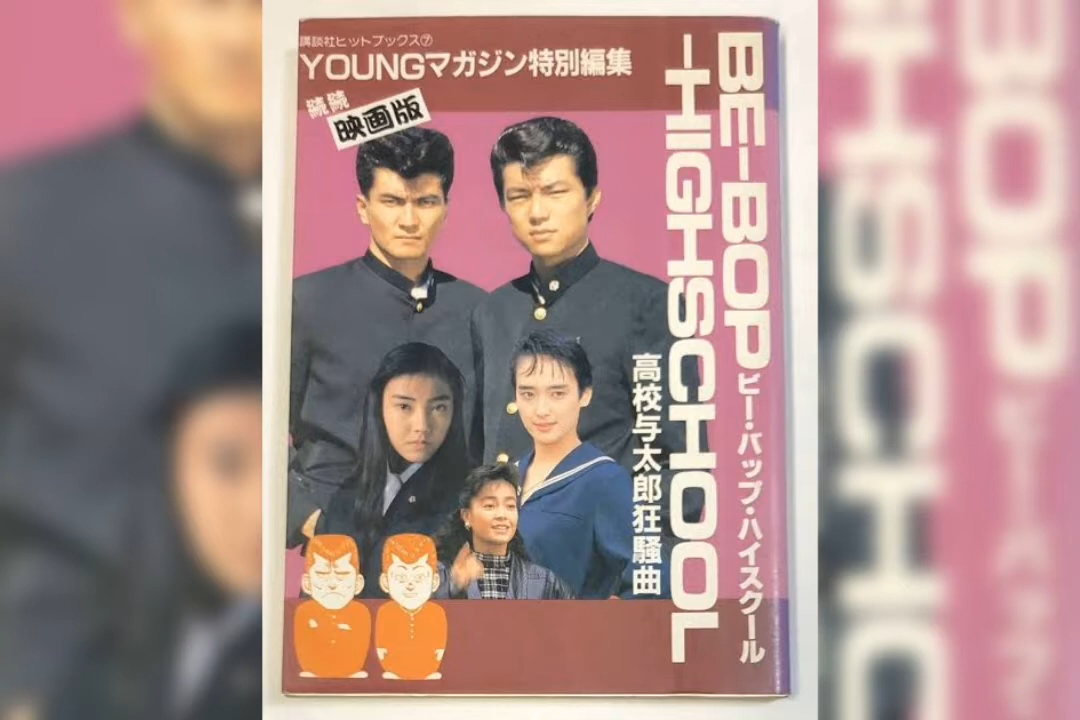 講談社ヒットブックス⑦
YOUNGマガジン特別編集
続続
映画版
BE-BOP
-HIGHSCHOOL
ビー・バップ・ハイスクール
高校与太郎狂騒曲